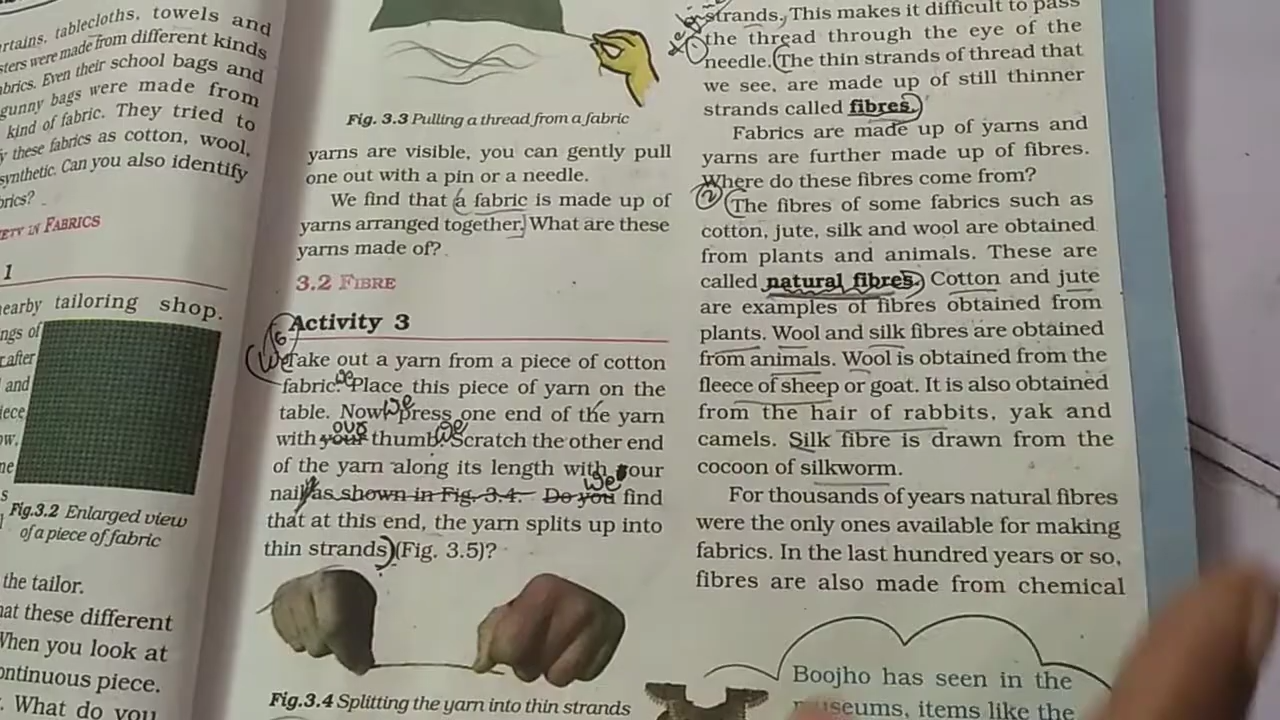 rtains, tablecloths, towels and
sters were made from different kinds
abrics. Even their school bags and
gunny bags were made from
kind of fabric. They tried to
y these fabrics as cotton, wool,
synthetic. Can you also identify
brics?
ETY IN FABRICS
1
nearby tailoring shop.
ngs of
after
and
iece
ow.
ne
s
Fig.3.2 Enlarged view
of a piece of fabric
the tailor.
hat these different
When you look at
ontinuous piece.
. What do you
Fig. 3.3 Pulling a thread from a fabric
yarns are visible, you can gently pull
one out with a pin or a needle.
We find that a fabric is made up of
yarns arranged together. What are these
yarns made of?
3.2 FIBRE
Activity 3
6
We Take out a yarn from a piece of cotton
fabric. we Place this piece of yarn on the
table. Now we press one end of the yarn
with your our thumb. we Scratch the other end
of the yarn along its length with our
nail as shown in Fig. 3.4. Do you we find
that at this end, the yarn splits up into
thin strands (Fig. 3.5)?
Fig.3.4 Splitting the yarn into thin strands
strands. This makes it difficult to pass
1 the thread through the eye of the
needle. The thin strands of thread that
we see, are made up of still thinner
strands called fibres.
Fabrics are made up of yarns and
yarns are further made up of fibres.
Where do these fibres come from?
2 The fibres of some fabrics such as
cotton, jute, silk and wool are obtained
from plants and animals. These are
called natural fibres. Cotton and jute
are examples of fibres obtained from
plants. Wool and silk fibres are obtained
from animals. Wool is obtained from the
fleece of sheep or goat. It is also obtained
from the hair of rabbits, yak and
camels. Silk fibre is drawn from the
cocoon of silkworm.
For thousands of years natural fibres
were the only ones available for making
fabrics. In the last hundred years or so,
fibres are also made from chemical
Boojho has seen in the
museums, items like the